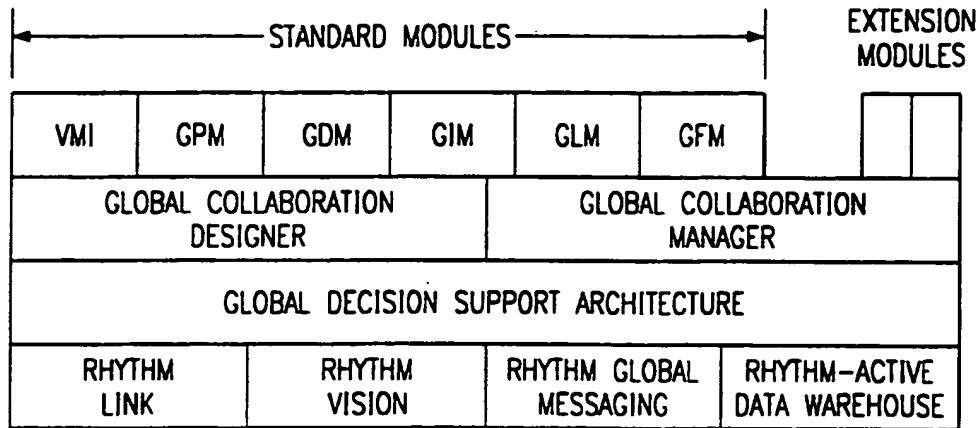 STANDARD MODULES
EXTENSION
MODULES
VMI GPM GDM GIM GLM GFM
GLOBAL COLLABORATION
DESIGNER
GLOBAL COLLABORATION
MANAGER
GLOBAL DECISION SUPPORT ARCHITECTURE
RHYTHM
LINK
RHYTHM
VISION
RHYTHM GLOBAL
MESSAGING
RHYTHM-ACTIVE
DATA WAREHOUSE